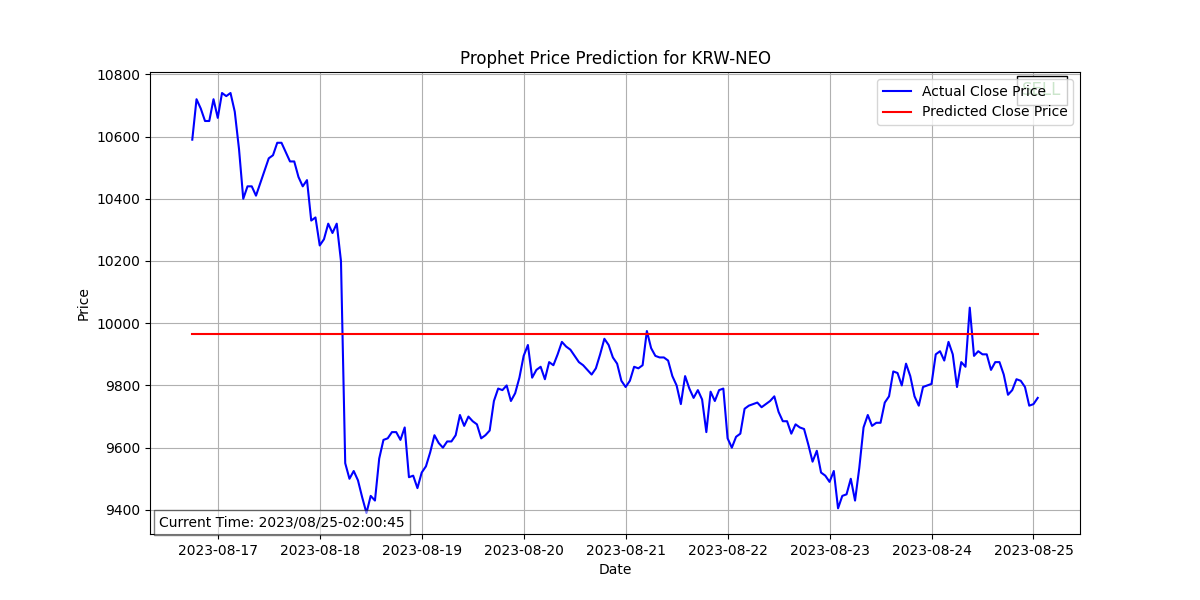 Prophet Price Prediction for KRW-NEO
10800
10600
10400
10200
10000
9800
9600
9400
Price
SELL
Actual Close Price
Predicted Close Price
Current Time: 2023/08/25-02:00:45
2023-08-17
2023-08-18
2023-08-19
2023-08-20
2023-08-21
2023-08-22
2023-08-23
2023-08-24
2023-08-25
Date